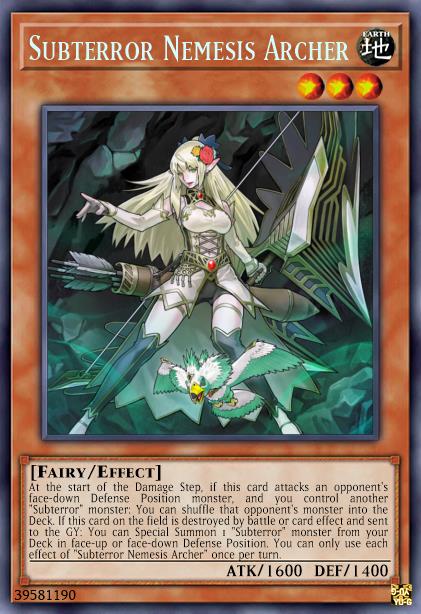 Subterror Nemesis Archer
EARTH
地
[Fairy/Effect]
At the start of the Damage Step, if this card attacks an opponent's
face-down Defense Position monster, and you control another
"Subterror" monster: You can shuffle that opponent's monster into the
Deck. If this card on the field is destroyed by battle or card effect and sent
to the GY: You can Special Summon 1 "Subterror" monster from your
Deck in face-up or face-down Defense Position. You can only use each
effect of "Subterror Nemesis Archer" once per turn.
ATK/1600 DEF/1400
39581190